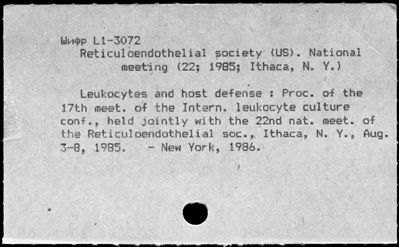 Шифр L1-3072
Reticuloendothelial society (US). National
meeting (22; 1985; Ithaca, N. Y.)
Leukocytes and host defense : Proc. of the
17th meet. of the Intern. leukocyte culture
conf., held jointly with the 22nd nat. meet. of
the Reticuloendothelial soc., Ithaca, N. Y., Aug.
3-8, 1985. - New York, 1986.